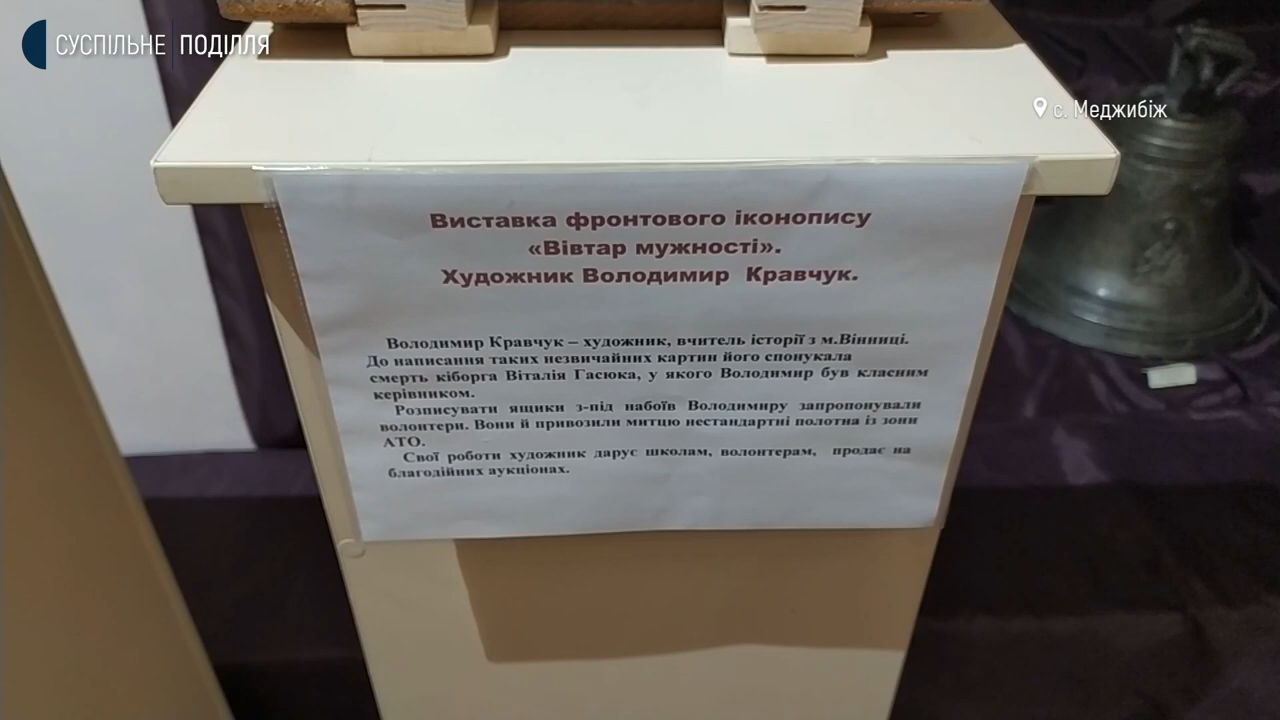 СУСПІЛЬНЕ ПОДІЛЛЯ
с. Меджибіж
Виставка фронтового іконопису
«Вівтар мужності».
Художник Володимир Кравчук.
Володимир Кравчук – художник, вчитель історії з м.Вінниці.
До написання таких незвичайних картин його спонукала
смерть кіборга Віталія Гасюка, у якого Володимир був класним
керівником.
Розписувати ящики з-під набоїв Володимиру запропонували
волонтери. Вони й привозили митцю нестандартні полотна із зони
АТО.
Свої роботи художник дарує школам, волонтерам, продає на
благодійних аукціонах.